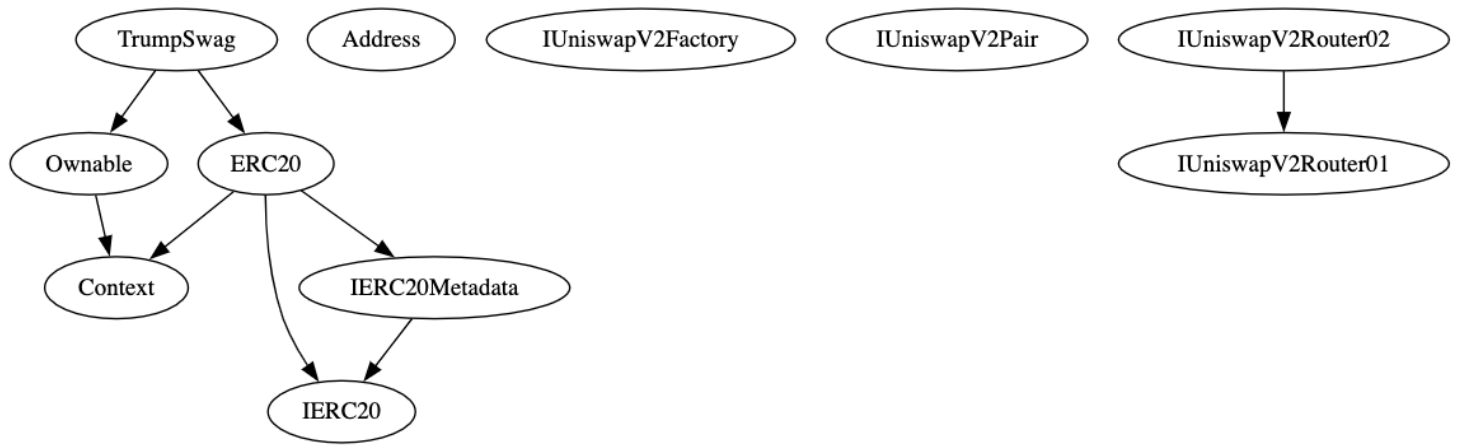 TrumpSwag
Address
IUniswapV2Factory
IUniswapV2Pair
IUniswapV2Router02
Ownable
ERC20
IUniswapV2Router01
Context
IERC20Metadata
IERC20